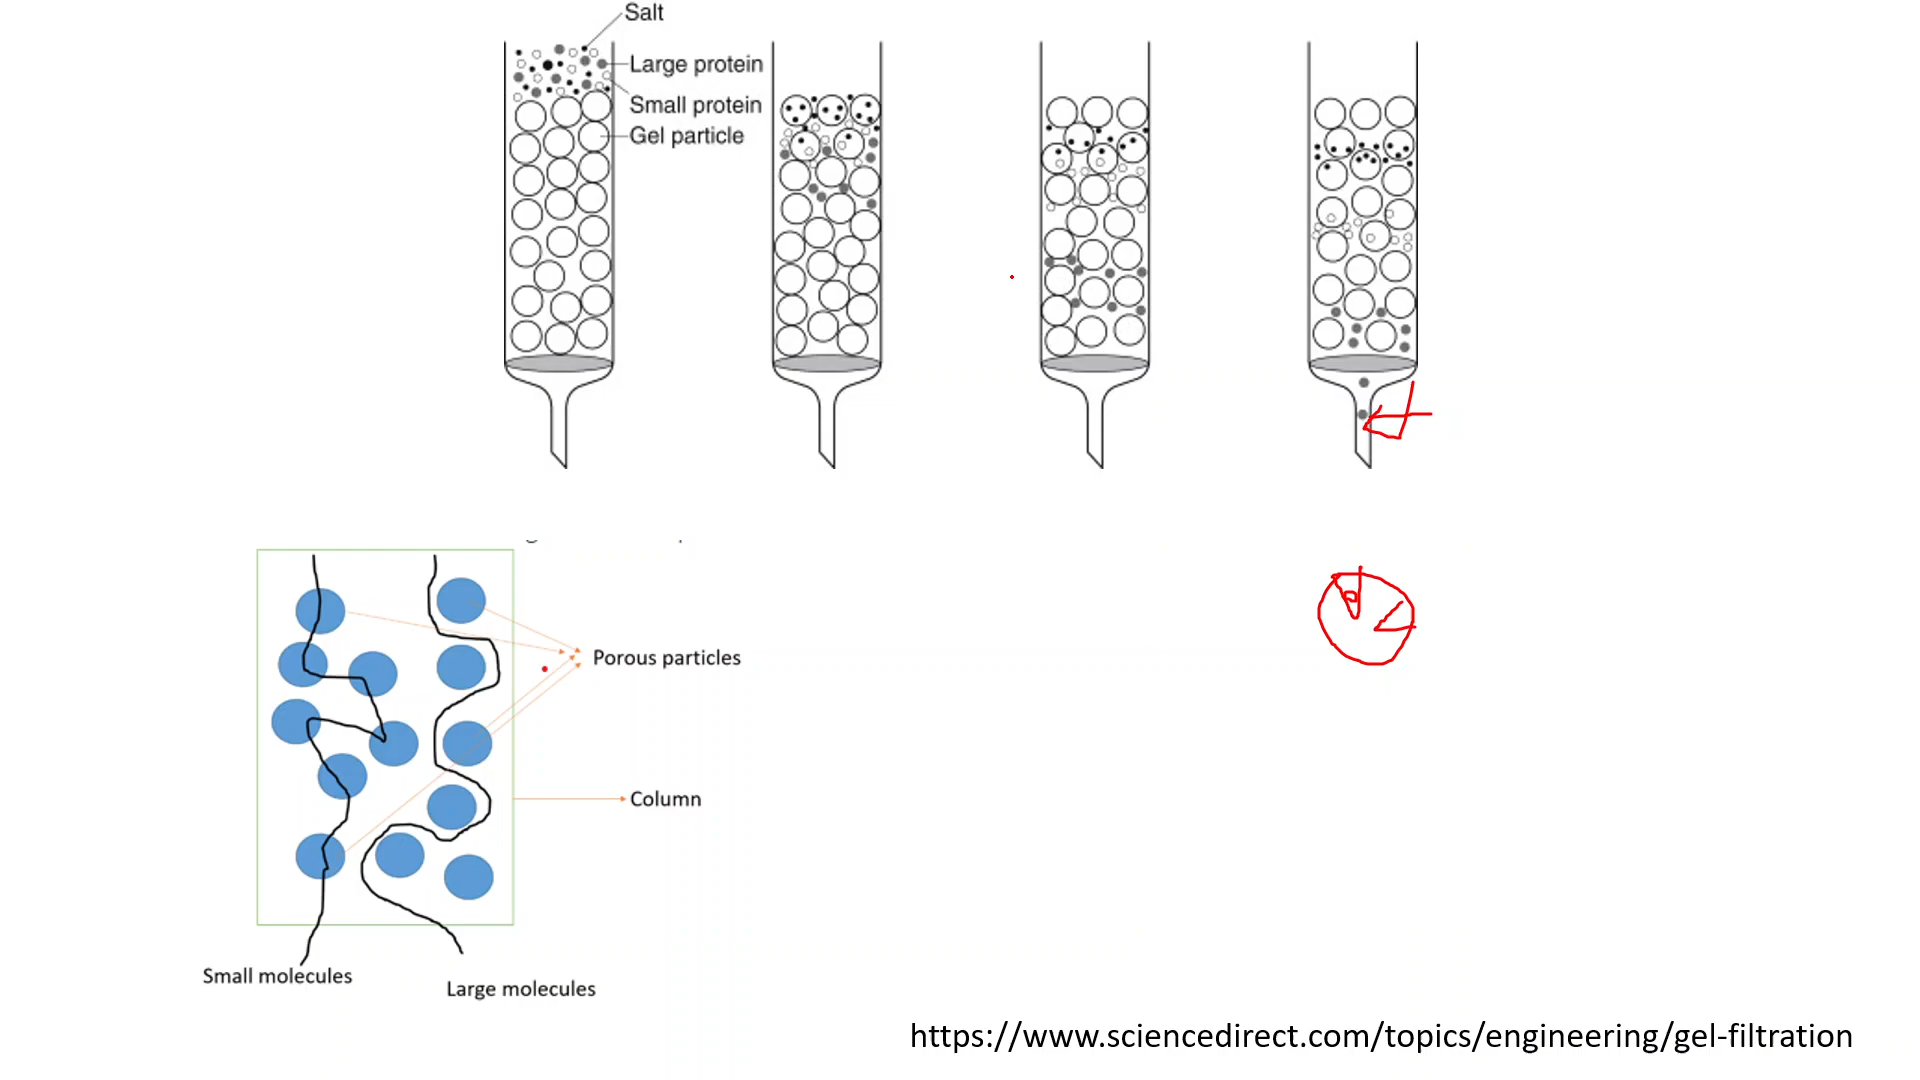 Salt
Large protein
Small protein
Gel particle
Porous particles
Column
Small molecules
Large molecules
https://www.sciencedirect.com/topics/engineering/gel-filtration